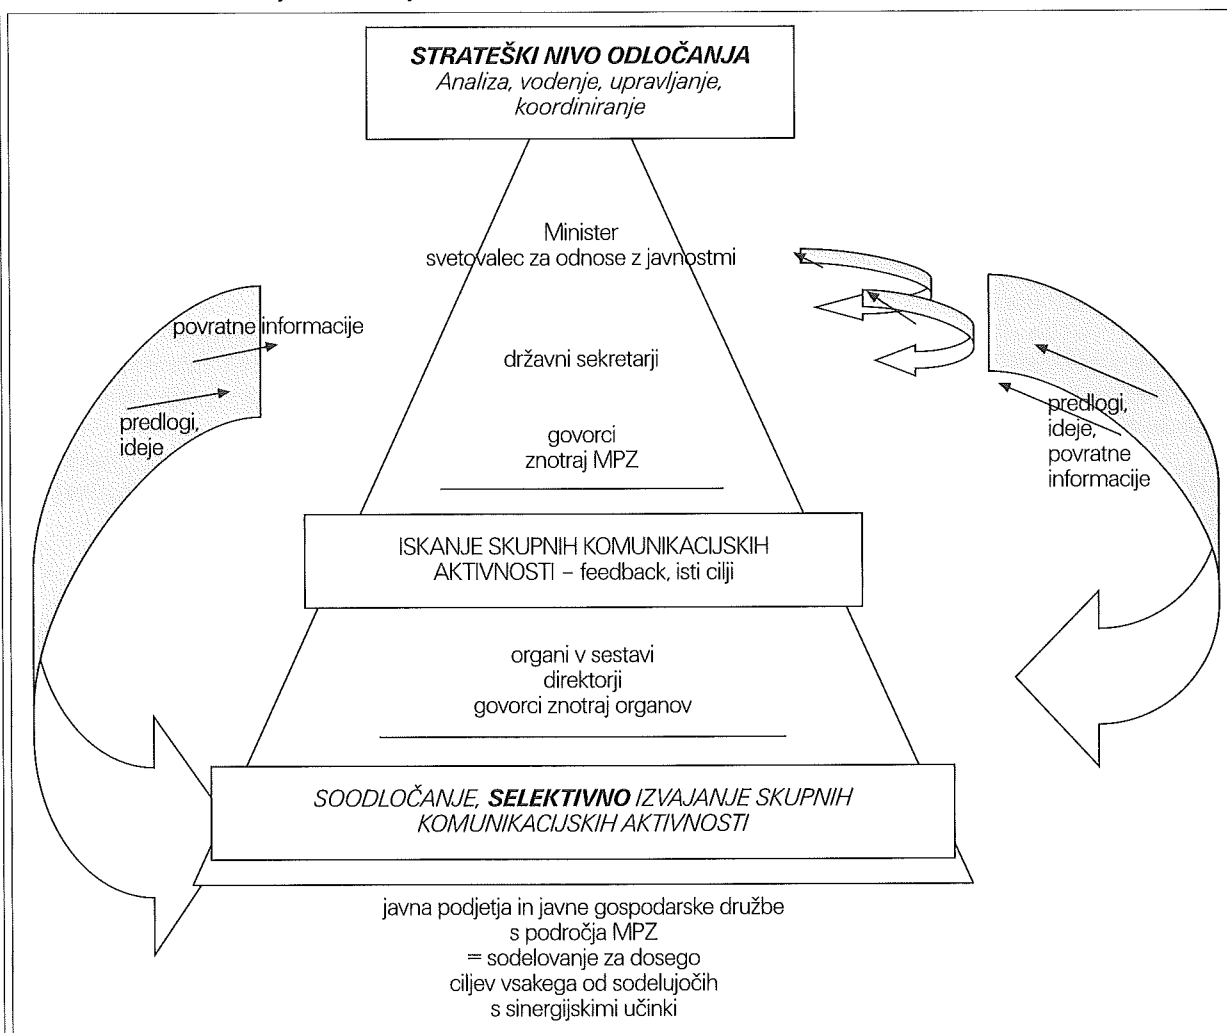 STRATEŠKI NIVO ODLOČANJA
Analiza, vodenje, upravljanje,
koordiniranje
Minister
svetovalec za odnose z javnostmi
povratne informacije
predlogi,
ideje
državni sekretarji
govorci
znotraj MPZ
predlogi,
ideje,
povratne
informacije
ISKANJE SKUPNIH KOMUNIKACIJSKIH
AKTIVNOSTI – feedback, isti cilji
organi v sestavi
direktorji
govorci znotraj organov
SOODLOČANJE, SELEKTIVNO IZVAJANJE SKUPNIH
KOMUNIKACIJSKIH AKTIVNOSTI
javna podjetja in javne gospodarske družbe
s področja MPZ
= sodelovanje za dosego
ciljev vsakega od sodelujočih
s sinergijskimi učinki